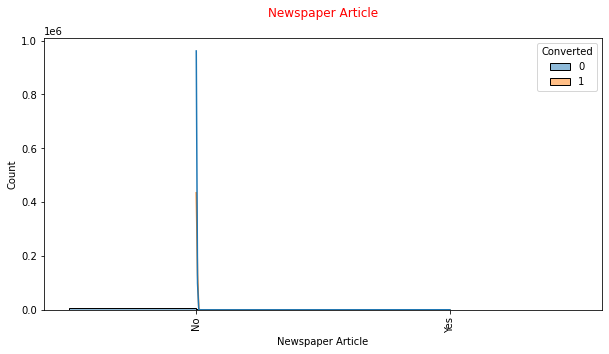 Newspaper Article
1e6
1.0
0.8
0.6
0.4
0.2
0.0
Count
Converted
0
1
No
Yes
Newspaper Article